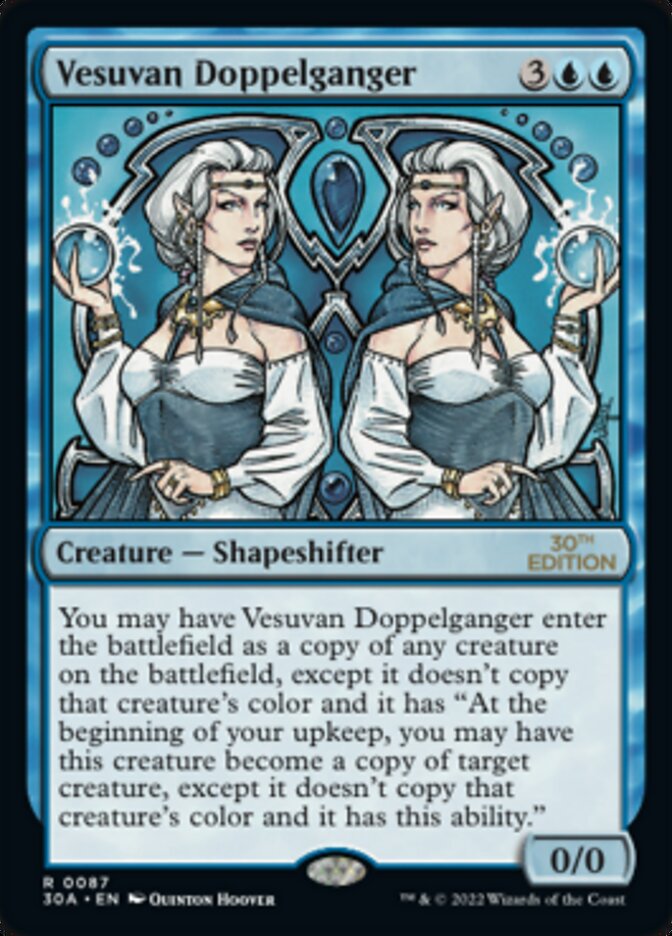 Vesuvan Doppelganger 3
Creature — Shapeshifter
30TH
EDITION
You may have Vesuvan Doppelganger enter
the battlefield as a copy of any creature
on the battlefield, except it doesn't copy
that creature's color and it has “At the
beginning of your upkeep, you may have
this creature become a copy of target
creature, except it doesn't copy that
creature's color and it has this ability.”
0/0
R 0087
30A • EN QUINTON HOOVER
™ & © 2022 Wizards of the Coast